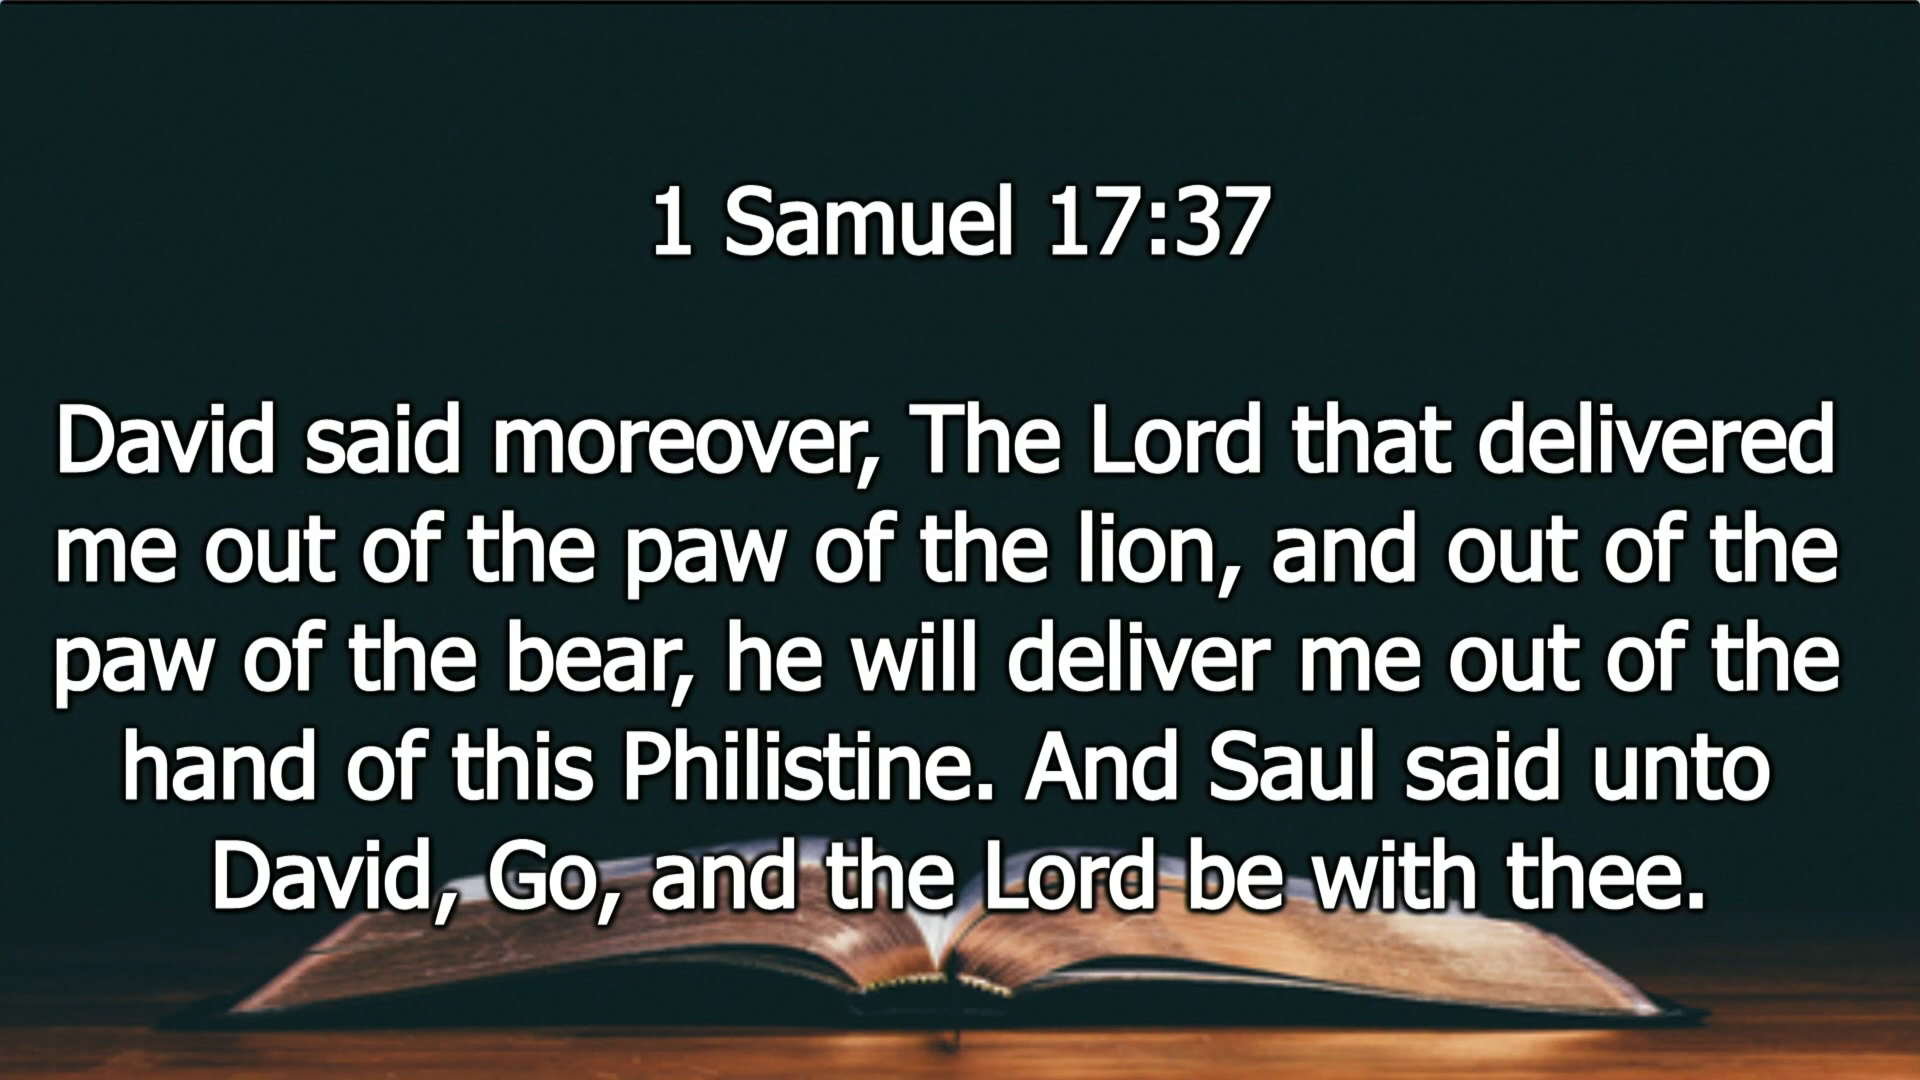 1 Samuel 17:37
David said moreover, The Lord that delivered
me out of the paw of the lion, and out of the
paw of the bear, he will deliver me out of the
hand of this Philistine. And Saul said unto
David, Go, and the Lord be with thee.